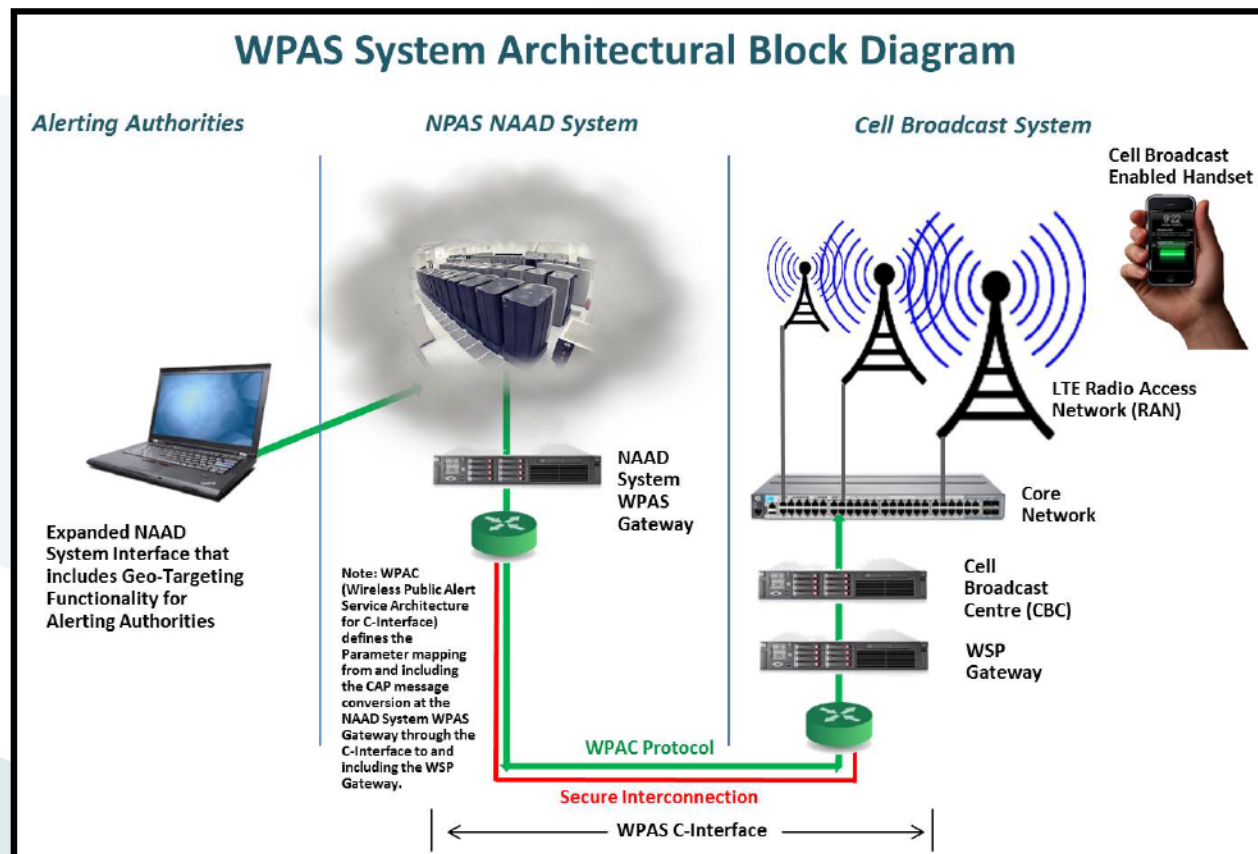 WPAS System Architectural Block Diagram
Alerting Authorities
NPAS NAAD System
Cell Broadcast System
Cell Broadcast
Enabled Handset
9:22
LTE Radio Access
Network (RAN)
NAAD
System
WPAS
Gateway
Core
Network
Expanded NAAD
System Interface that
includes Geo-Targeting
Functionality for
Alerting Authorities
Note: WPAC
(Wireless Public Alert
Service Architecture
for C-Interface)
defines the
Parameter mapping
from and including
the CAP message
conversion at the
NAAD System WPAS
Gateway through the
C-Interface to and
including the WSP
Gateway.
Cell
Broadcast
Centre (CBC)
WSP
Gateway
WPAC Protocol
Secure Interconnection
WPAS C-Interface